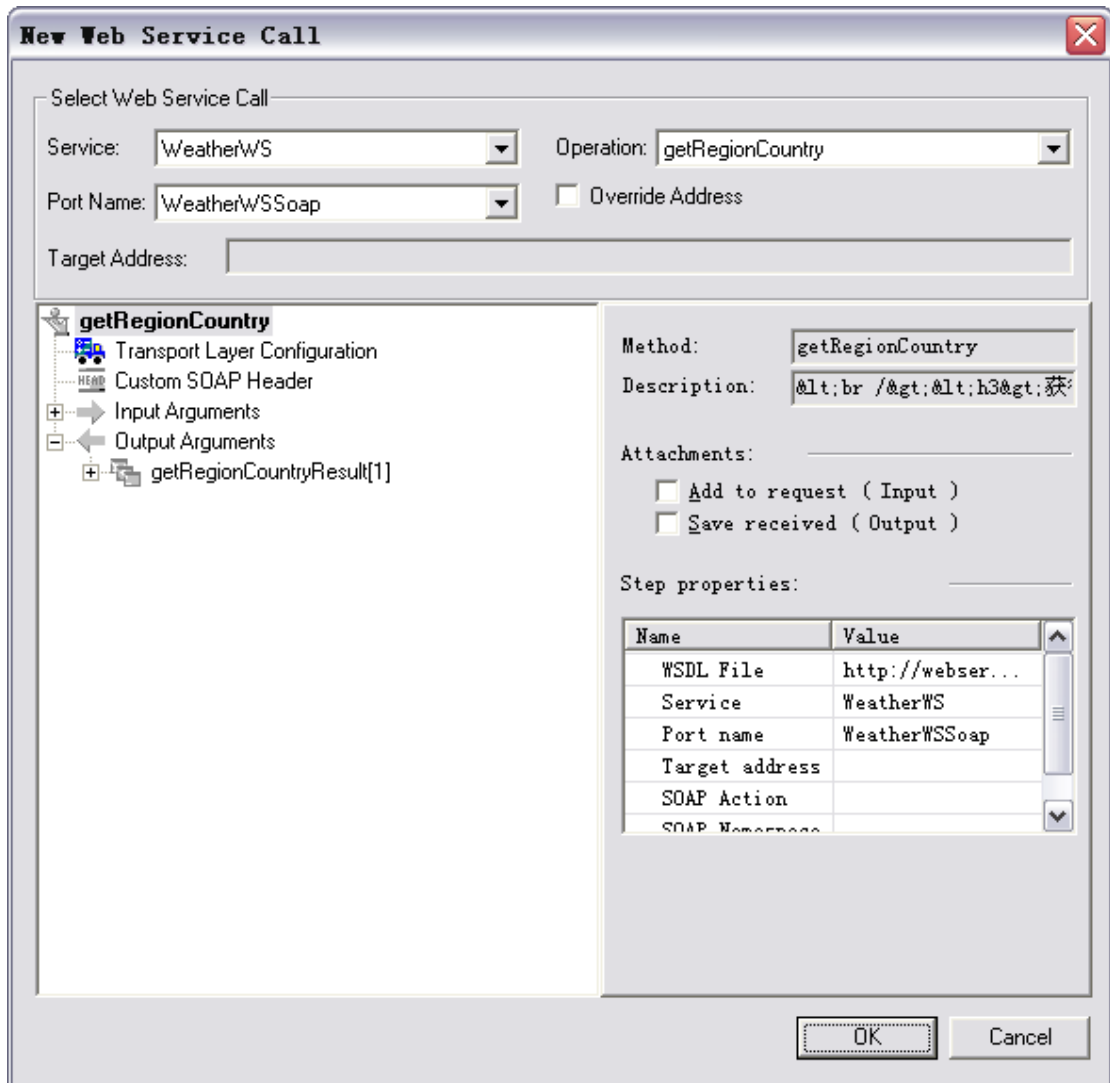 New Web Service Call
Select Web Service Call
Service: WeatherWS Operation: getRegionCountry
Port Name: WeatherWSSoap Override Address
Target Address:
getRegionCountry
Transport Layer Configuration
HEAD Custom SOAP Header
Input Arguments
Output Arguments
getRegionCountryResult[1]
Method: getRegionCountry
Description: &lt;br /&gt;&lt;h3&gt;获
Attachments:
Add to request ( Input )
Save received ( Output )
Step properties:
Name Value
WSDL File http://webser...
Service WeatherWS
Port name WeatherWSSoap
Target address
SOAP Action
SOAP Namespace
OK Cancel